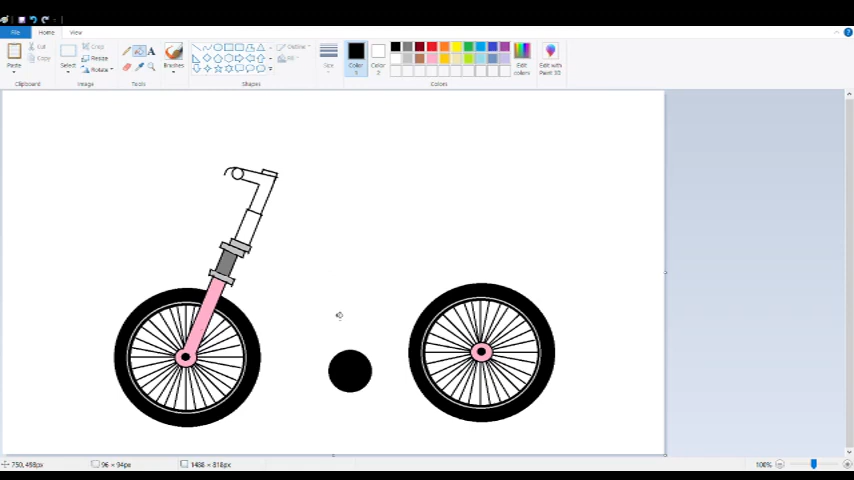 File Home View
Paste
Cut
Copy
Clipboard
Select
Crop
Resize
Rotate
Image
Tools
Brushes
Outline
Fill
Shapes
Size
Color 1
Color 2
Edit colors
Colors
Edit with Paint 3D
750, 498px 96 × 94px 1488 × 818px 100%